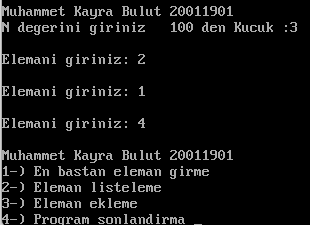 Muhammet Kayra Bulut 20011901
N degerini giriniz   100 den Kucuk :3
Elemani giriniz: 2
Elemani giriniz: 1
Elemani giriniz: 4
Muhammet Kayra Bulut 20011901
1-) En bastan eleman girme
2-) Eleman listeleme
3-) Eleman ekleme
4-) Program sonlandirma _